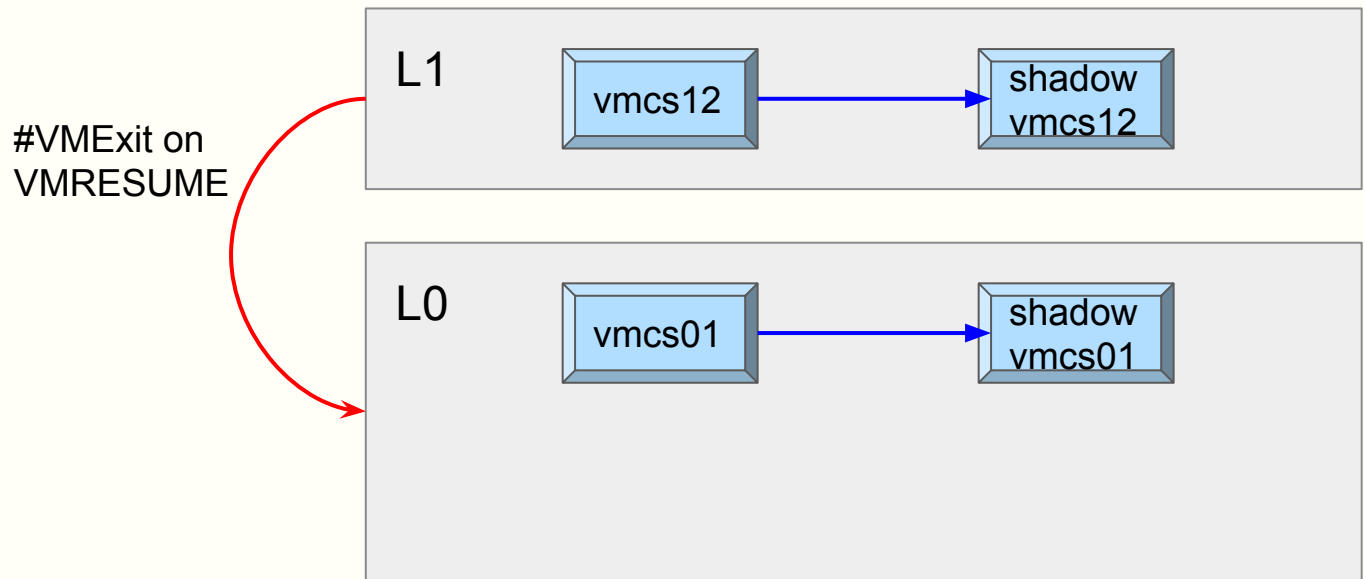 L1
vmcs12
shadow
vmcs12
#VMExit on
VMRESUME
L0
vmcs01
shadow
vmcs01